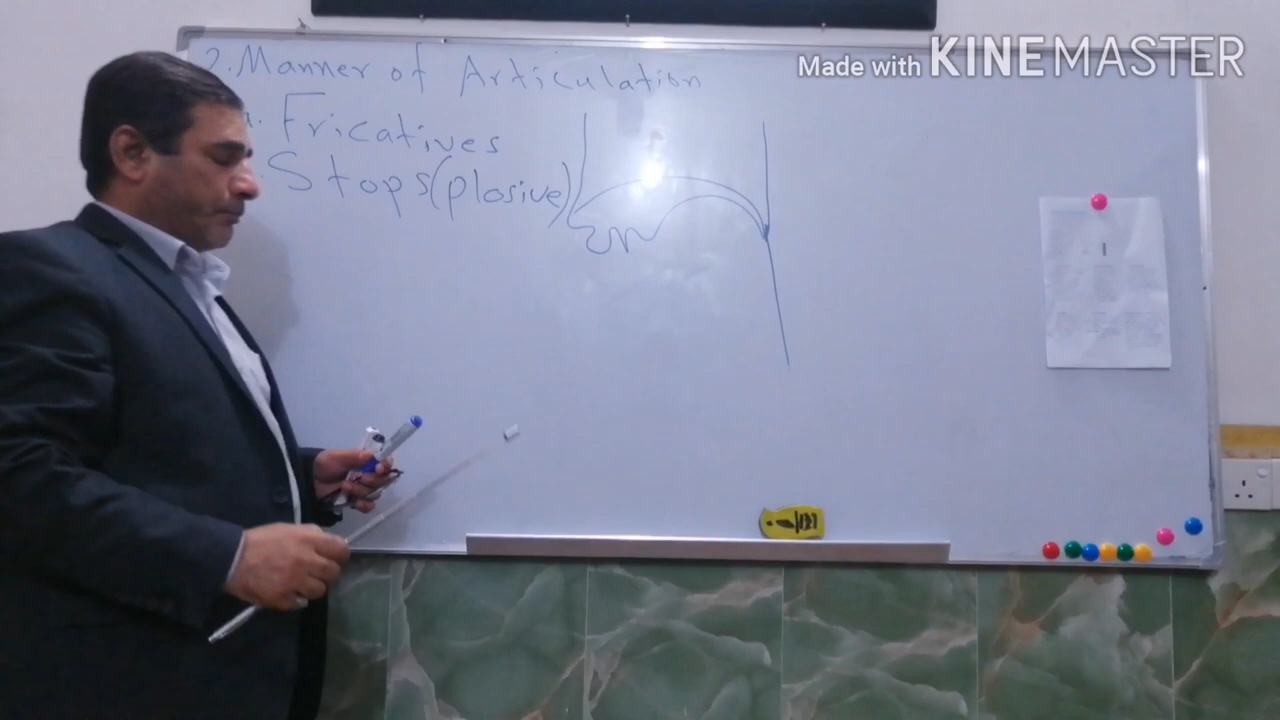 Made with KINEMASTER
2. Manner of Articulation
Fricatives
Stops (plosive)